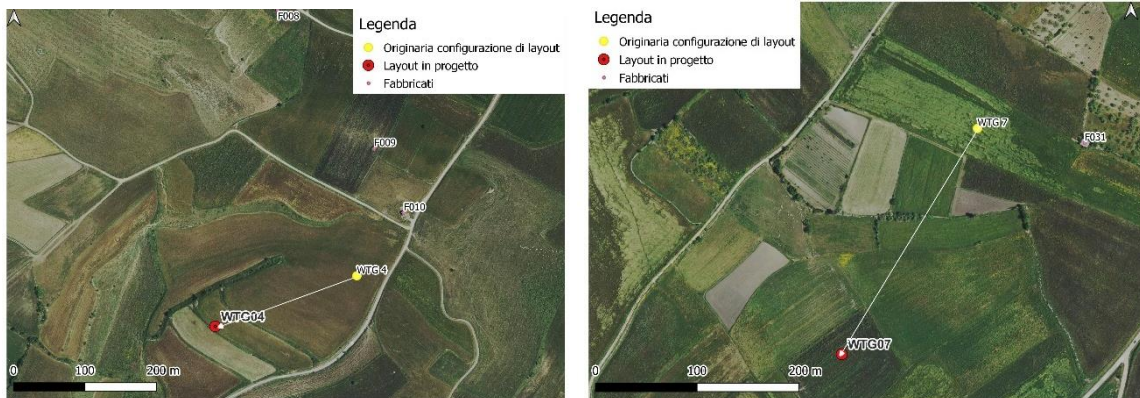 F008
Legenda
Originaria configurazione di layout
Layout in progetto
Fabbricati
F009
F010
WTG 4
WTG04
0 100 200 m
Legenda
Originaria configurazione di layout
Layout in progetto
Fabbricati
WTG 7
F031
WTG07
0 100 200 m